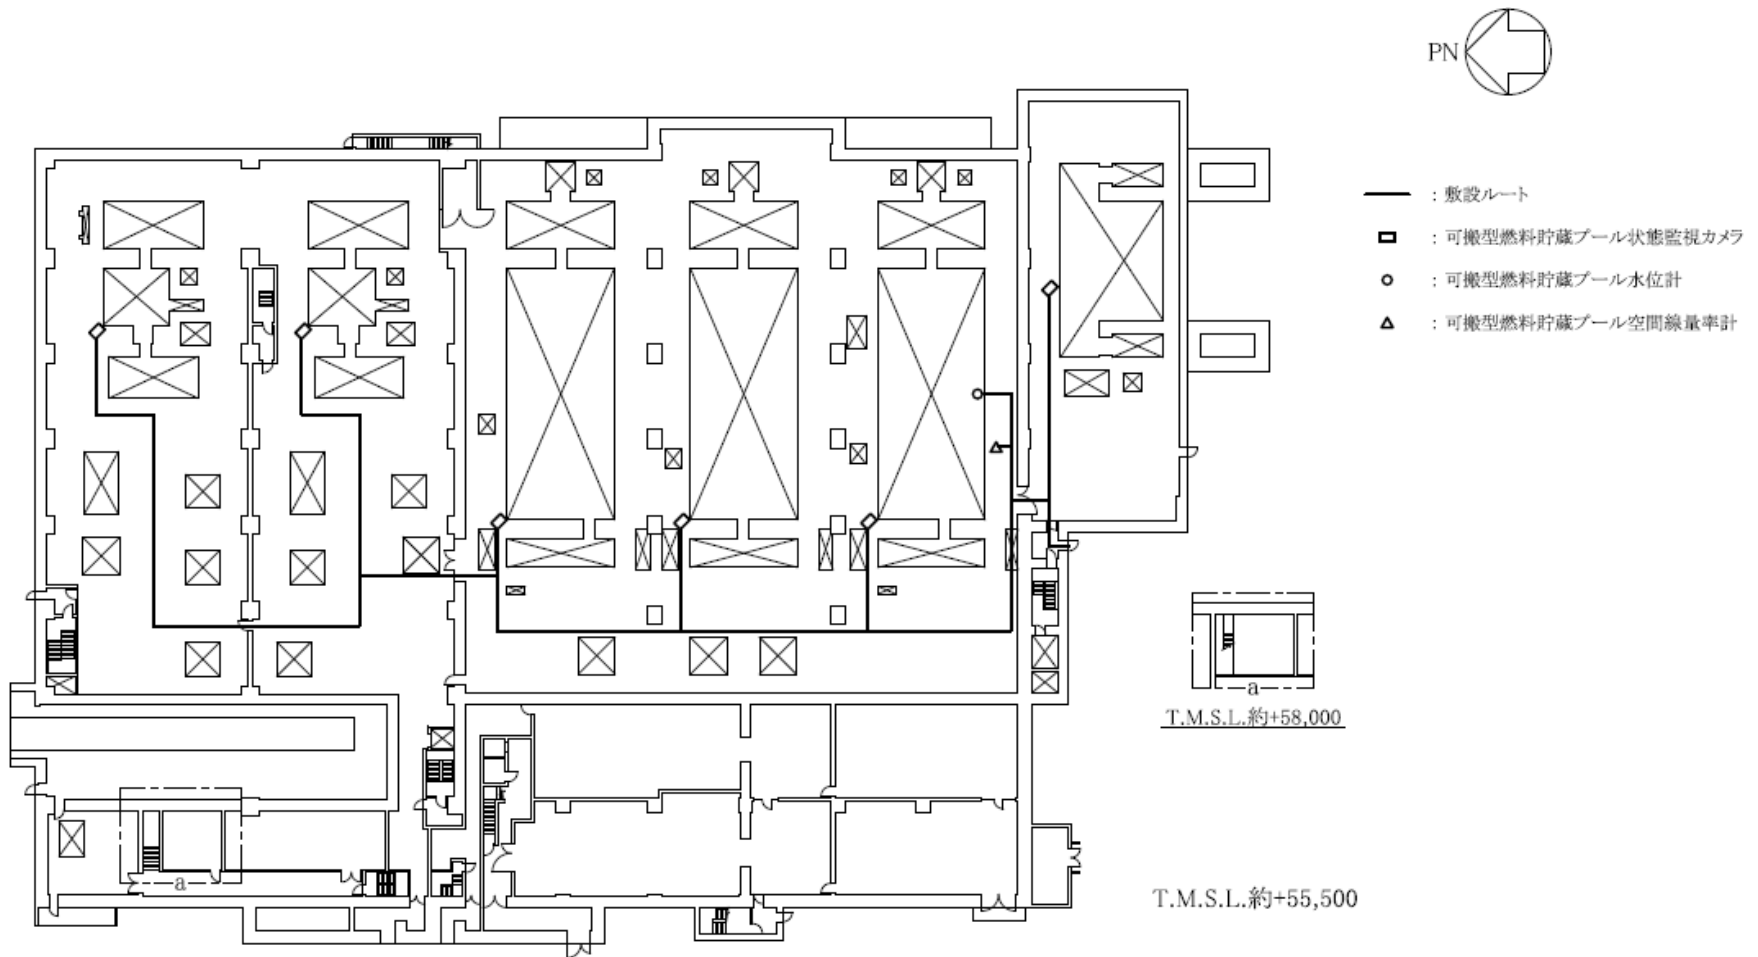 PN
: 敷設ルート
: 可搬型燃料貯蔵プール状態監視カメラ
: 可搬型燃料貯蔵プール水位計
: 可搬型燃料貯蔵プール空間線量率計
a
T.M.S.L.約+58,000
a
T.M.S.L.約+55,500